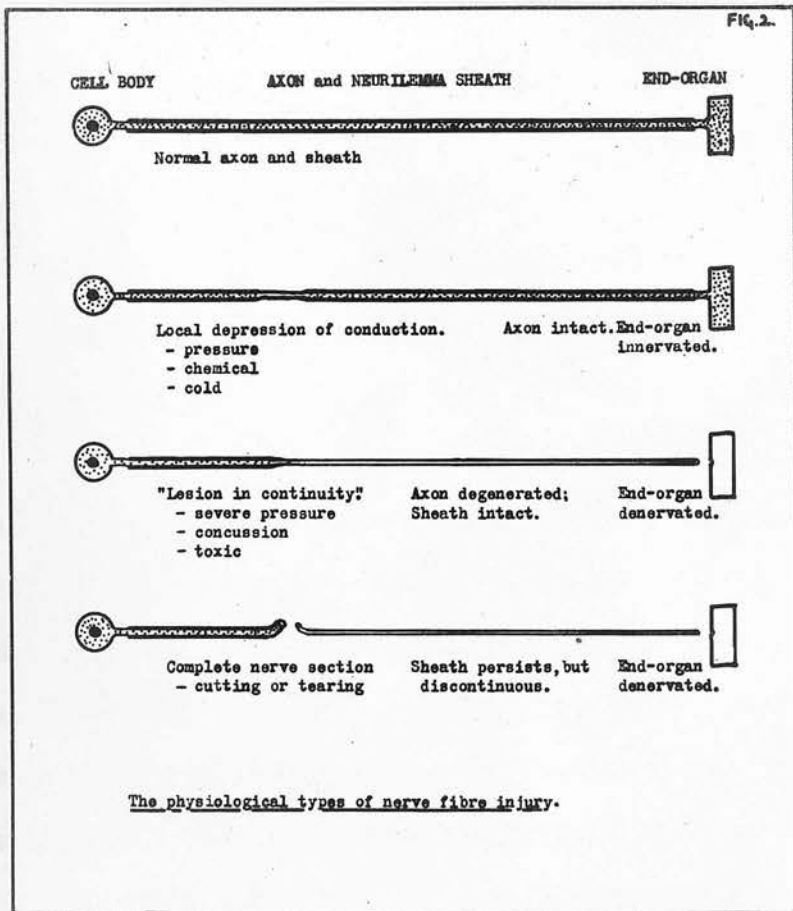 FIG.2.
CELL BODY AXON and NEURILEMMA SHEATH END-ORGAN
Normal axon and sheath
Local depression of conduction. Axon intact. End-organ
- pressure innervated.
- chemical
- cold
"Lesion in continuity". Axon degenerated; End-organ
- severe pressure Sheath intact. denervated.
- concussion
- toxic
Complete nerve section Sheath persists, but End-organ
- cutting or tearing discontinuous. denervated.
The physiological types of nerve fibre injury.